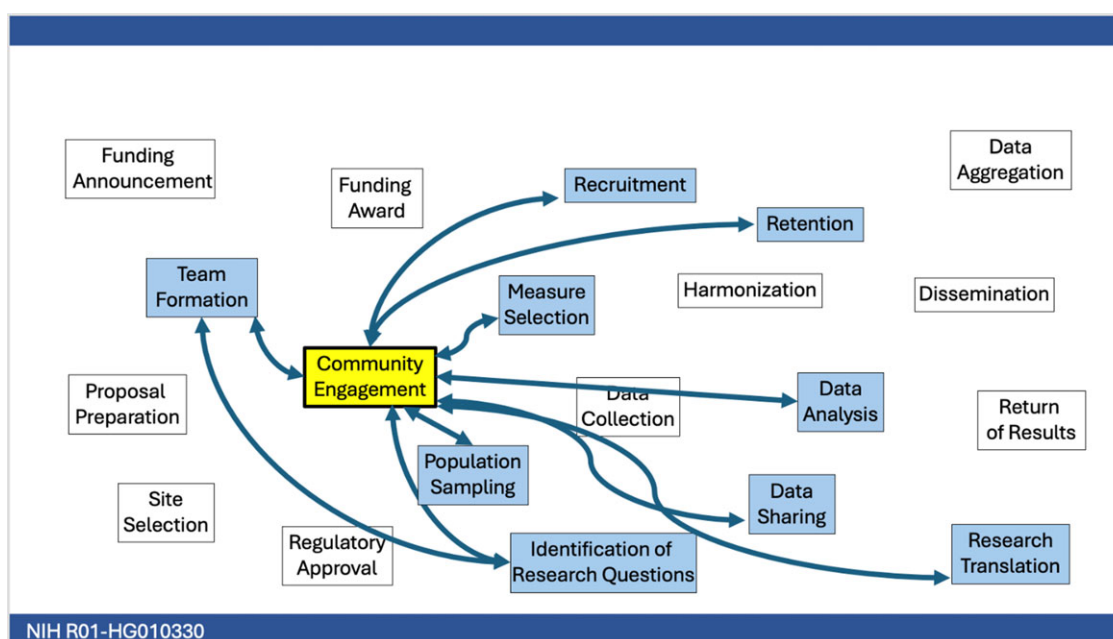 Funding
Announcement
Funding
Award
Recruitment
Data
Aggregation
Retention
Team
Formation
Measure
Selection
Harmonization
Dissemination
Community
Engagement
Proposal
Preparation
Data
Collection
Data
Analysis
Return
of Results
Population
Sampling
Site
Selection
Data
Sharing
Regulatory
Approval
Identification of
Research Questions
Research
Translation
NIH R01-HG010330